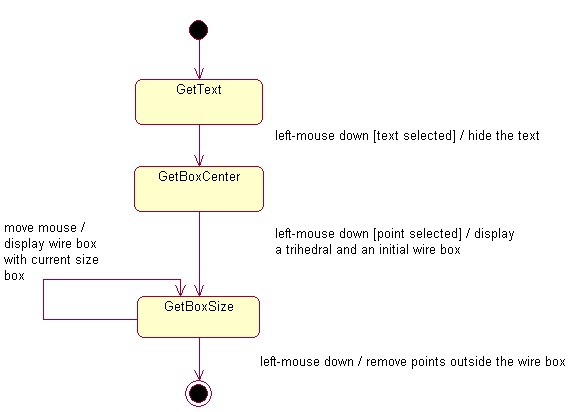 GetText
left-mouse down [text selected] / hide the text
GetBoxCenter
move mouse /
display wire box
with current size
box
left-mouse down [point selected] / display
a trihedral and an initial wire box
GetBoxSize
left-mouse down / remove points outside the wire box